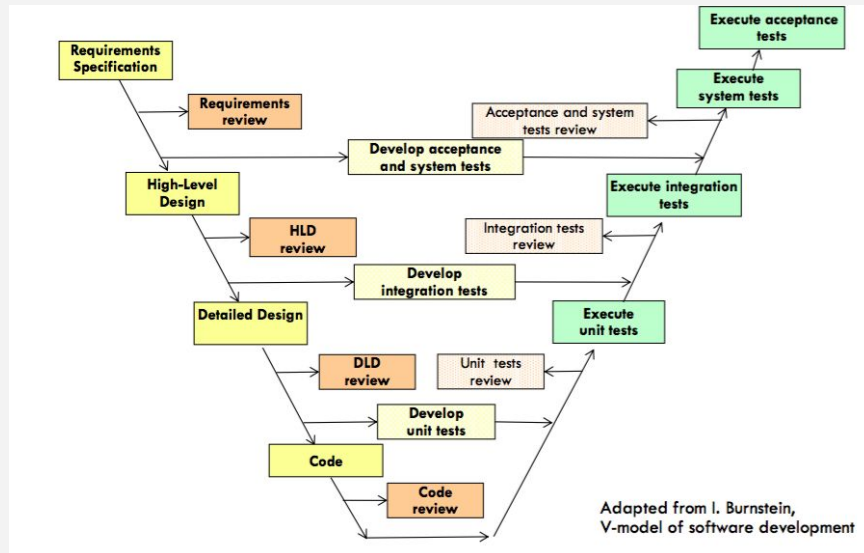 Execute acceptance
tests
Requirements
Specification
Execute
system tests
Requirements
review
Acceptance and system
tests review
Develop acceptance
and system tests
High-Level
Design
Execute integration
tests
HLD
review
Integration tests
review
Develop
integration tests
Detailed Design
Execute
unit tests
DLD
review
Unit tests
review
Develop
unit tests
Code
Code
review
Adapted from I. Burnstein,
V-model of software development